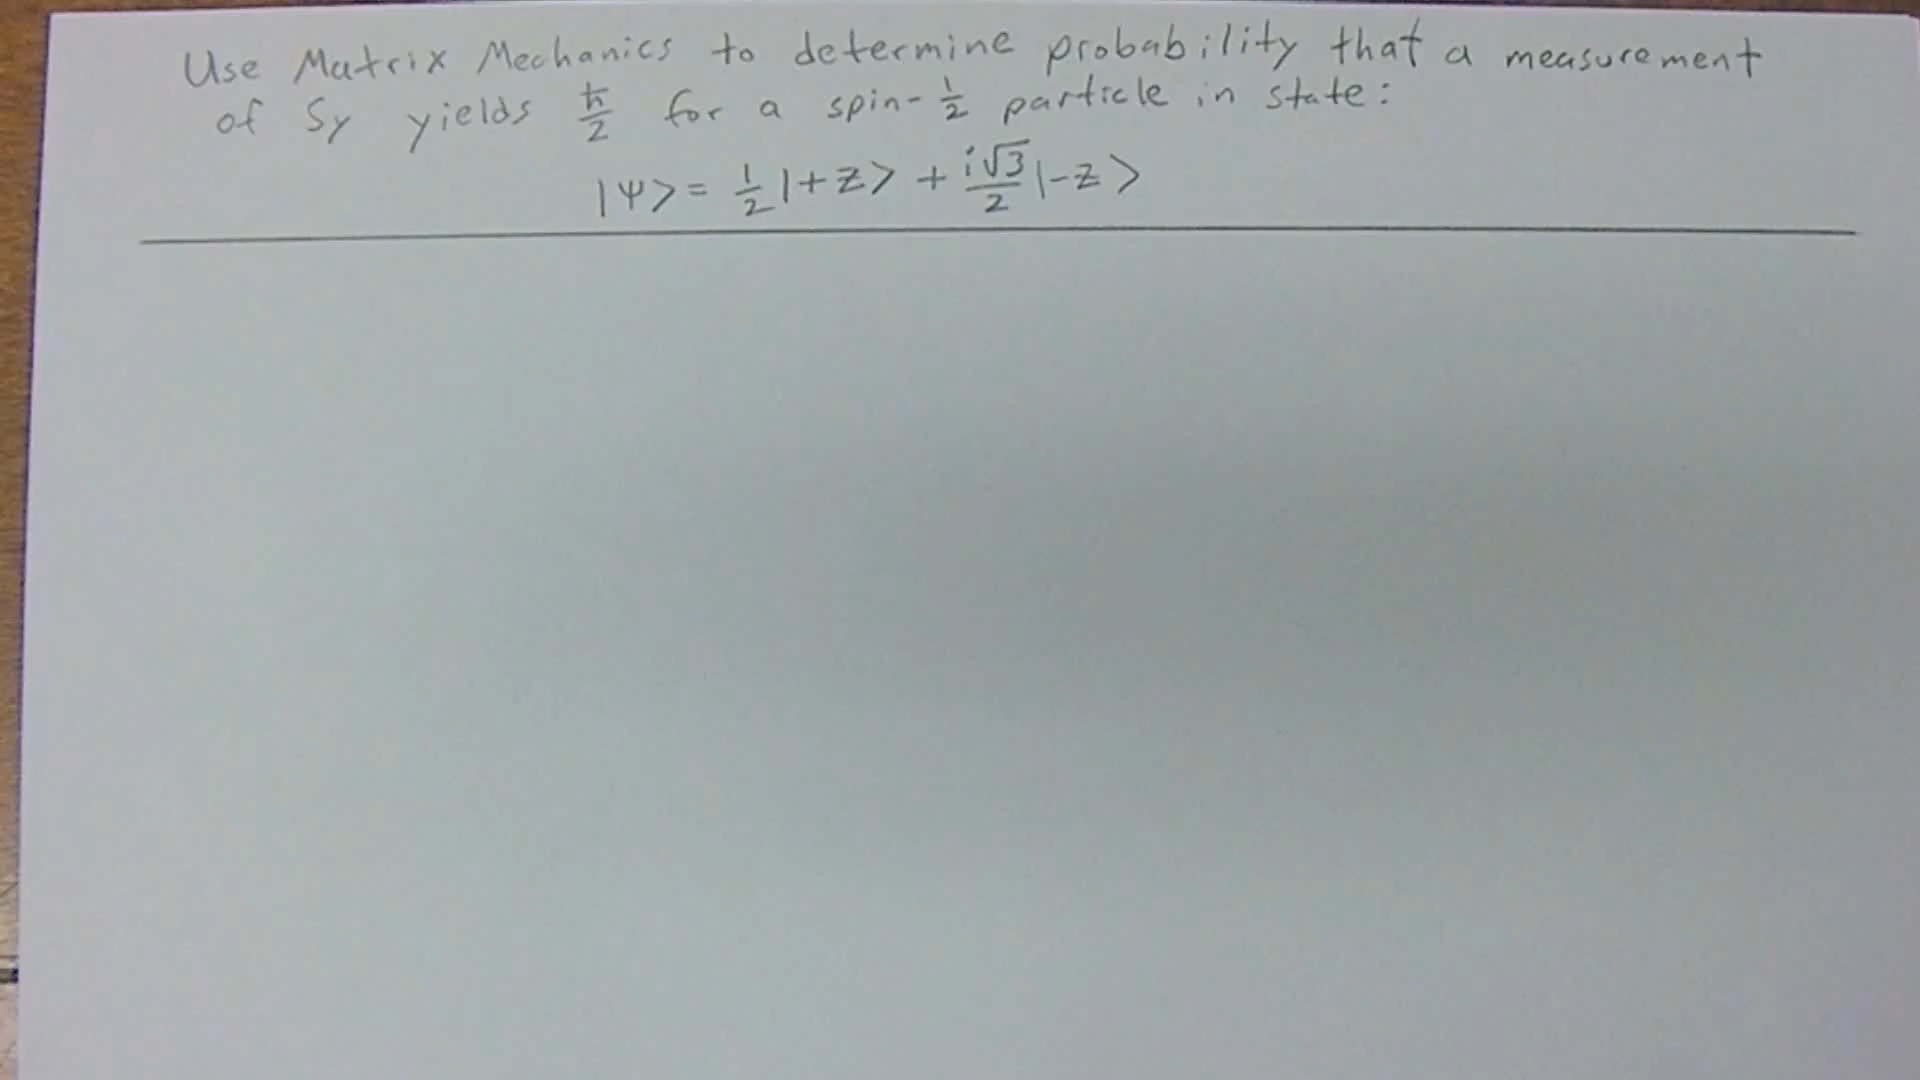 Use Matrix Mechanics to determine probability that a measurement
of Sy yields ħ/2 for a spin-1/2 particle in state:
|Ψ> = 1/2|+z> + i√3/2|-z>